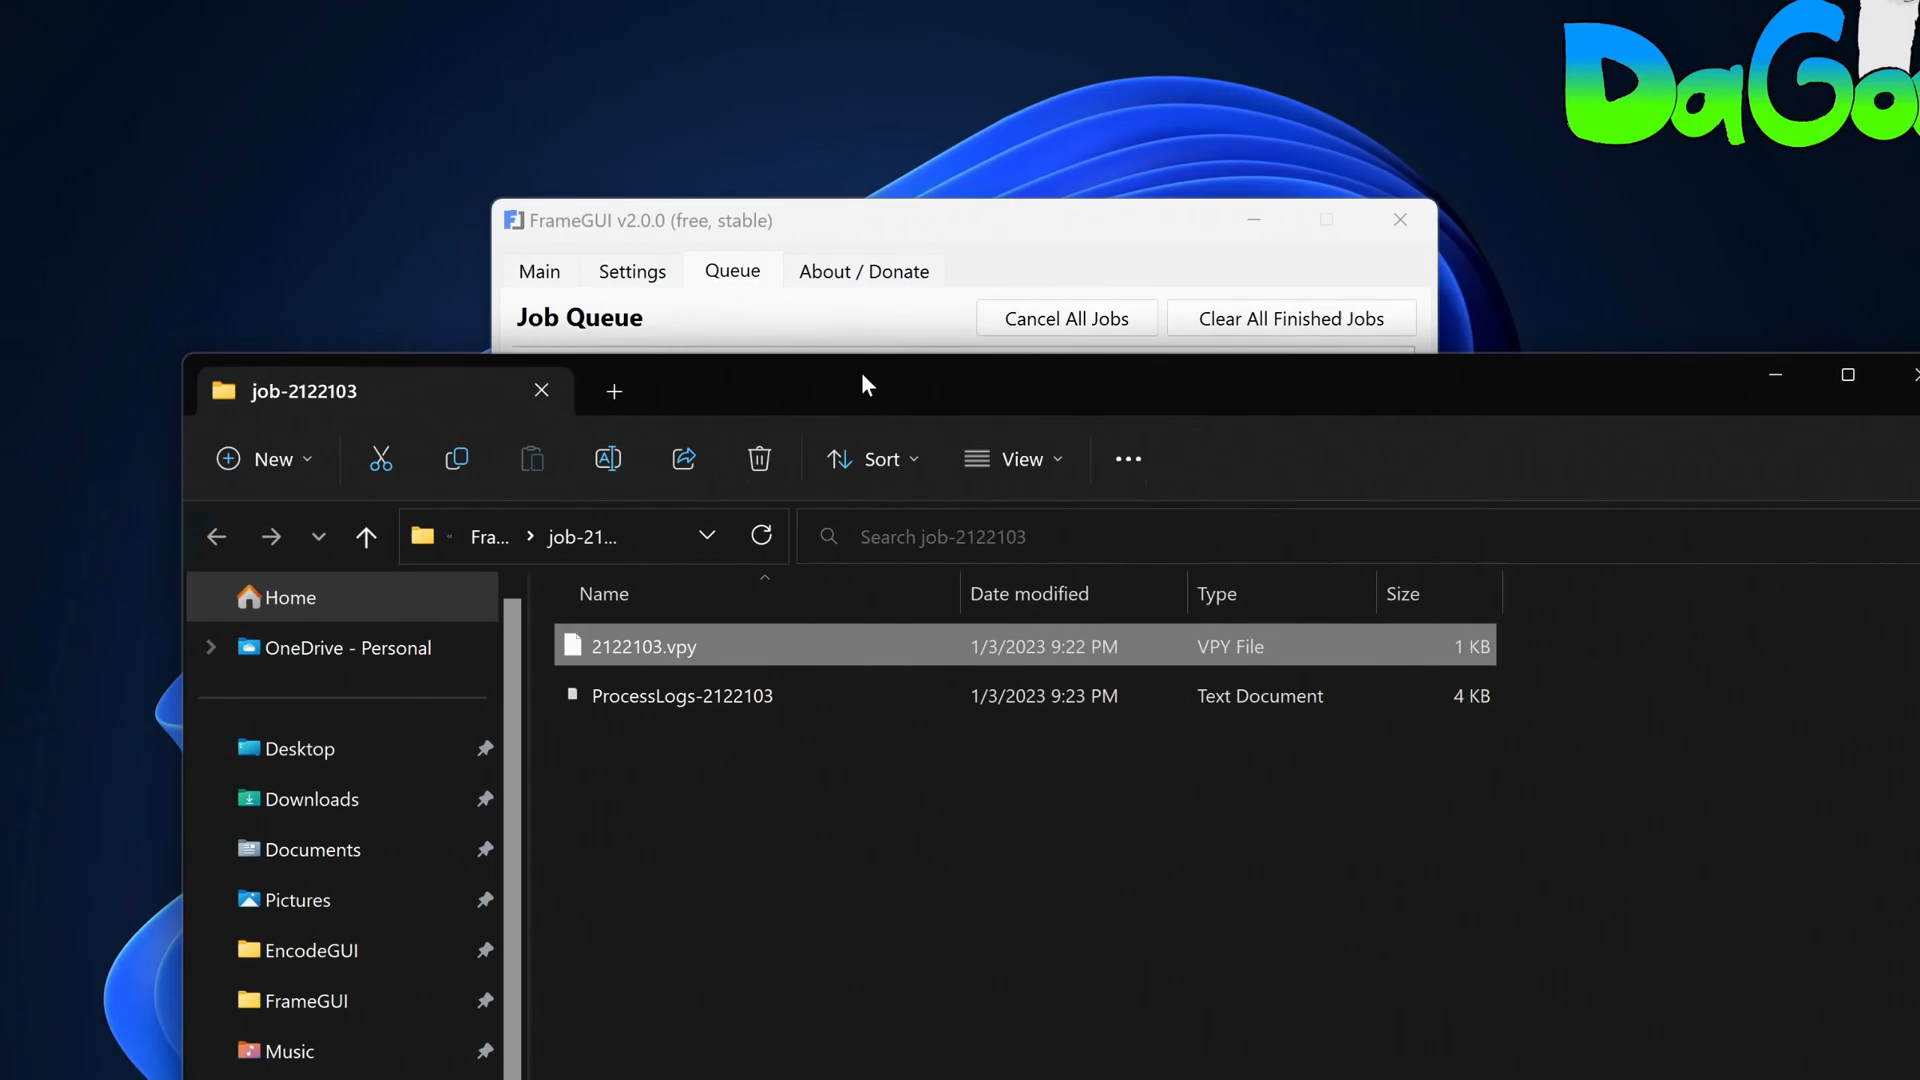 DaGo
FrameGUI v2.0.0 (free, stable)
Main Settings Queue About / Donate
Job Queue Cancel All Jobs Clear All Finished Jobs
job-2122103
New Sort View
Fra... job-21... Search job-2122103
Name Date modified Type Size
2122103.vpy 1/3/2023 9:22 PM VPY File 1 KB
ProcessLogs-2122103 1/3/2023 9:23 PM Text Document 4 KB
Home
OneDrive - Personal
Desktop
Downloads
Documents
Pictures
EncodeGUI
FrameGUI
Music